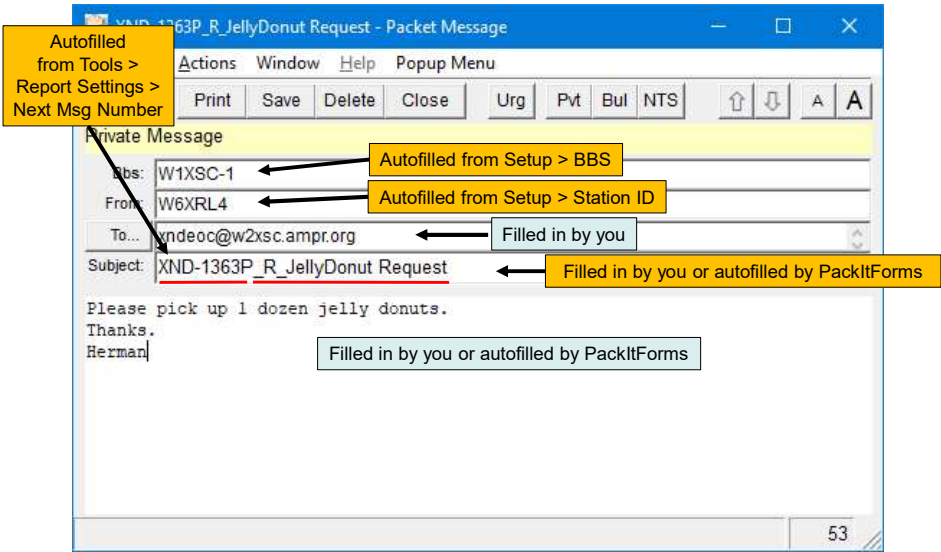 XND-1363P_R_JellyDonut Request - Packet Message
Autofilled
from Tools >
Report Settings >
Next Msg Number
Actions Window Help Popup Menu
Print Save Delete Close Urg Pvt Bul NTS A A
Private Message
Autofilled from Setup > BBS
Bbs: W1XSC-1
From: W6XRL4
Autofilled from Setup > Station ID
To... xndeoc@w2xsc.ampr.org
Filled in by you
Subject: XND-1363P_R_JellyDonut Request
Filled in by you or autofilled by PackItForms
Please pick up 1 dozen jelly donuts.
Thanks.
Herman
Filled in by you or autofilled by PackItForms
53